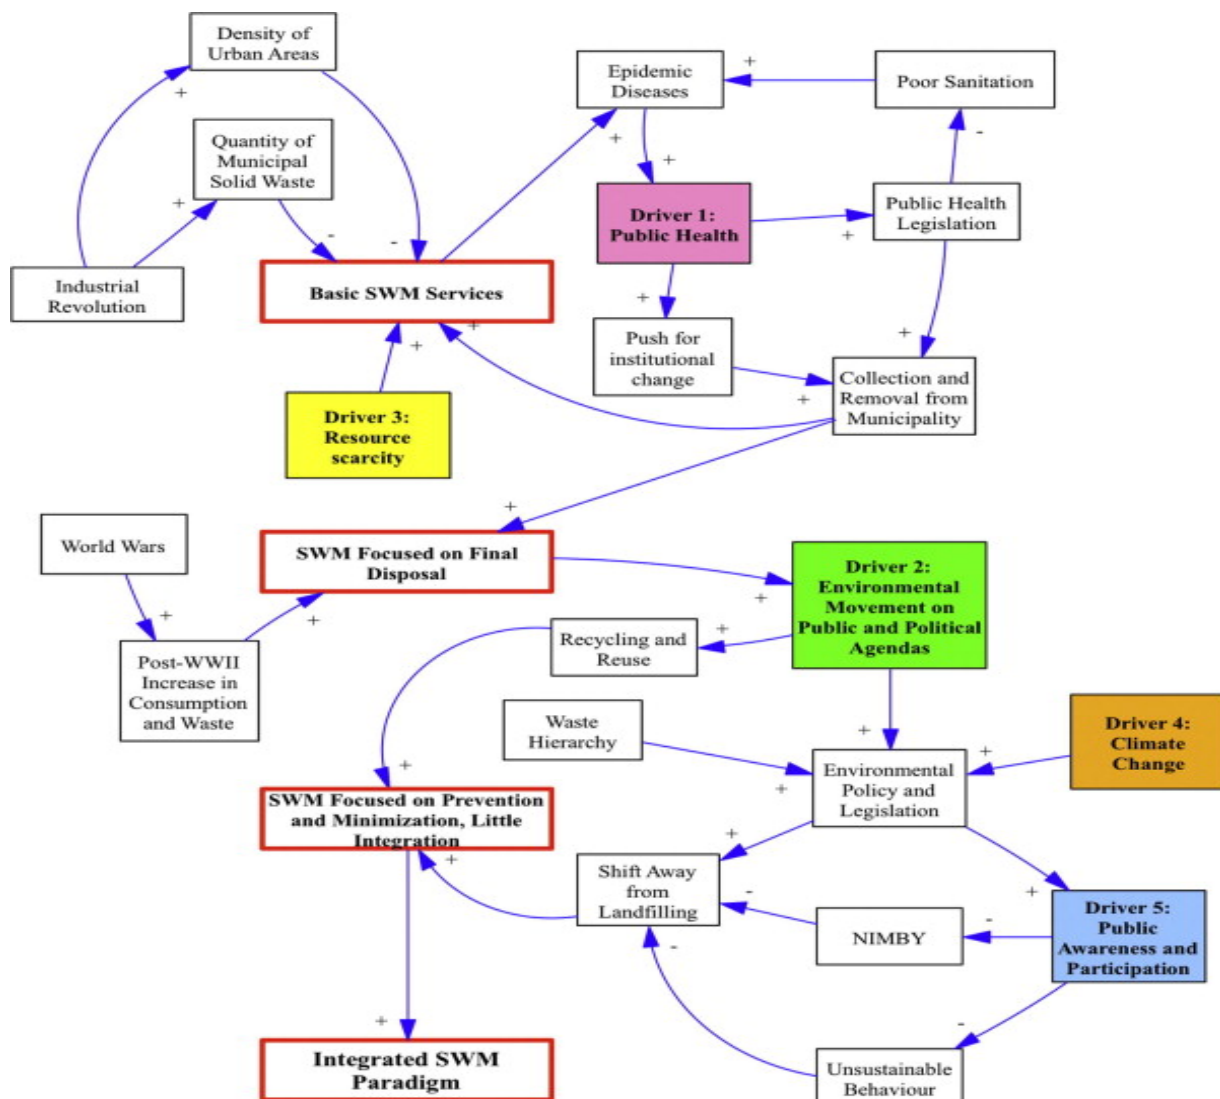 Density of
Urban Areas
+
Quantity of
Municipal
Solid Waste
+
-
-
Industrial
Revolution
Basic SWM Services
Epidemic
Diseases
+
+
+
Poor Sanitation
-
Driver 1:
Public Health
+
Public Health
Legislation
+
Push for
institutional
change
+
+
Collection and
Removal from
Municipality
+
+
Driver 3:
Resource
scarcity
+
World Wars
+
Post-WWII
Increase in
Consumption
and Waste
+
SWM Focused on Final
Disposal
+
Driver 2:
Environmental
Movement on
Public and Political
Agendas
+
Recycling and
Reuse
Waste
Hierarchy
+
+
Environmental
Policy and
Legislation
+
Driver 4:
Climate
Change
+
SWM Focused on Prevention
and Minimization, Little
Integration
+
+
Shift Away
from
Landfilling
-
-
NIMBY
-
+
Driver 5:
Public
Awareness and
Participation
-
Unsustainable
Behaviour
+
Integrated SWM
Paradigm